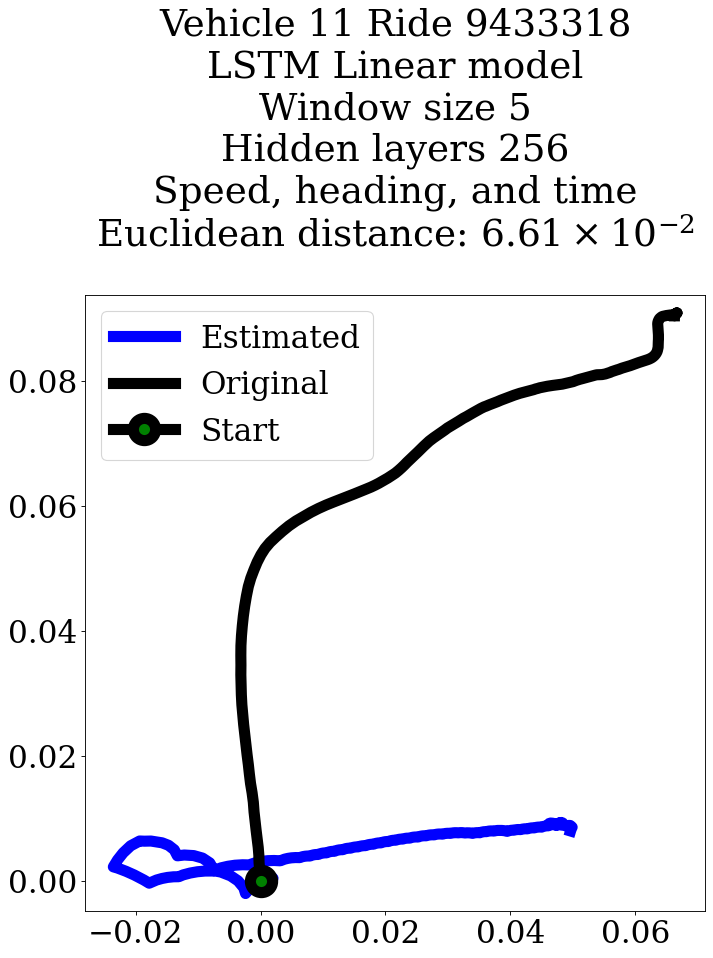 Vehicle 11 Ride 9433318
LSTM Linear model
Window size 5
Hidden layers 256
Speed, heading, and time
Euclidean distance: 6.61 × 10⁻²
Estimated
Original
Start
0.08
0.06
0.04
0.02
0.00
−0.02 0.00 0.02 0.04 0.06